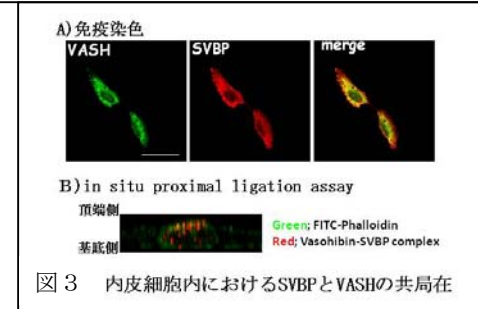 A)免疫染色
VASH
SVBP
merge
B)in situ proximal ligation assay
頂端側
基底側
Green; FITC-Phalloidin
Red; Vasohibin-SVBP complex
図３　内皮細胞内におけるSVBPとVASHの共局在